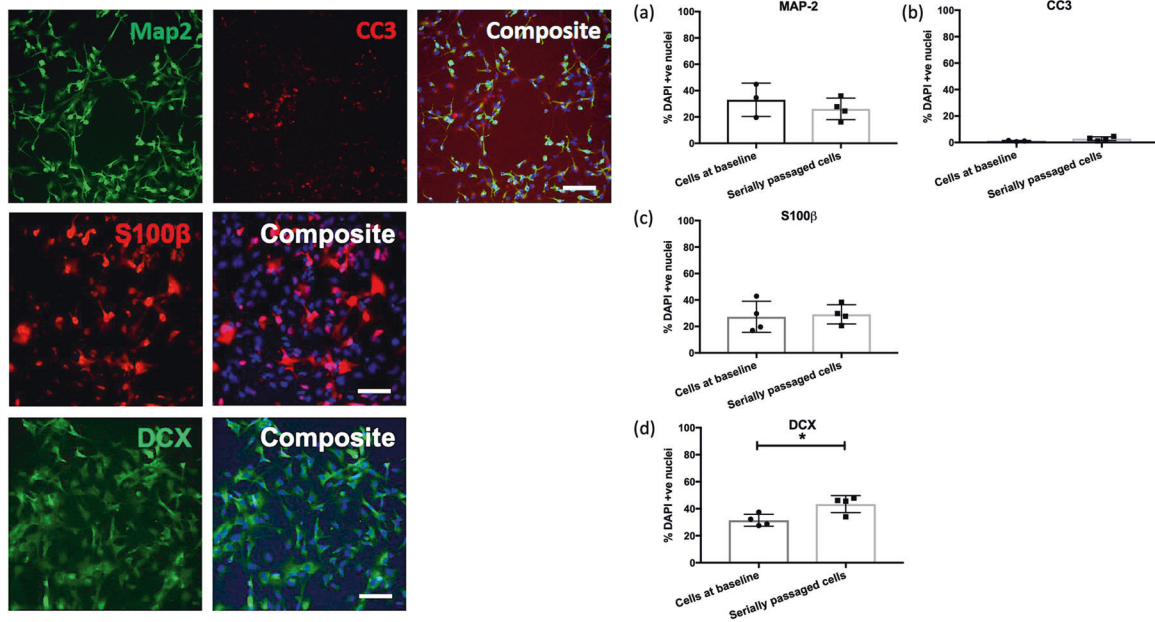 Map2
CC3
Composite
S100β
Composite
DCX
Composite
(a)
MAP-2
% DAPI +ve nuclei
100
80
60
40
20
0
Cells at baseline
Serially passaged cells
(b)
CC3
% DAPI +ve nuclei
100
80
60
40
20
0
Cells at baseline
Serially passaged cells
(c)
S100β
% DAPI +ve nuclei
100
80
60
40
20
0
Cells at baseline
Serially passaged cells
(d)
DCX
*
% DAPI +ve nuclei
100
80
60
40
20
0
Cells at baseline
Serially passaged cells